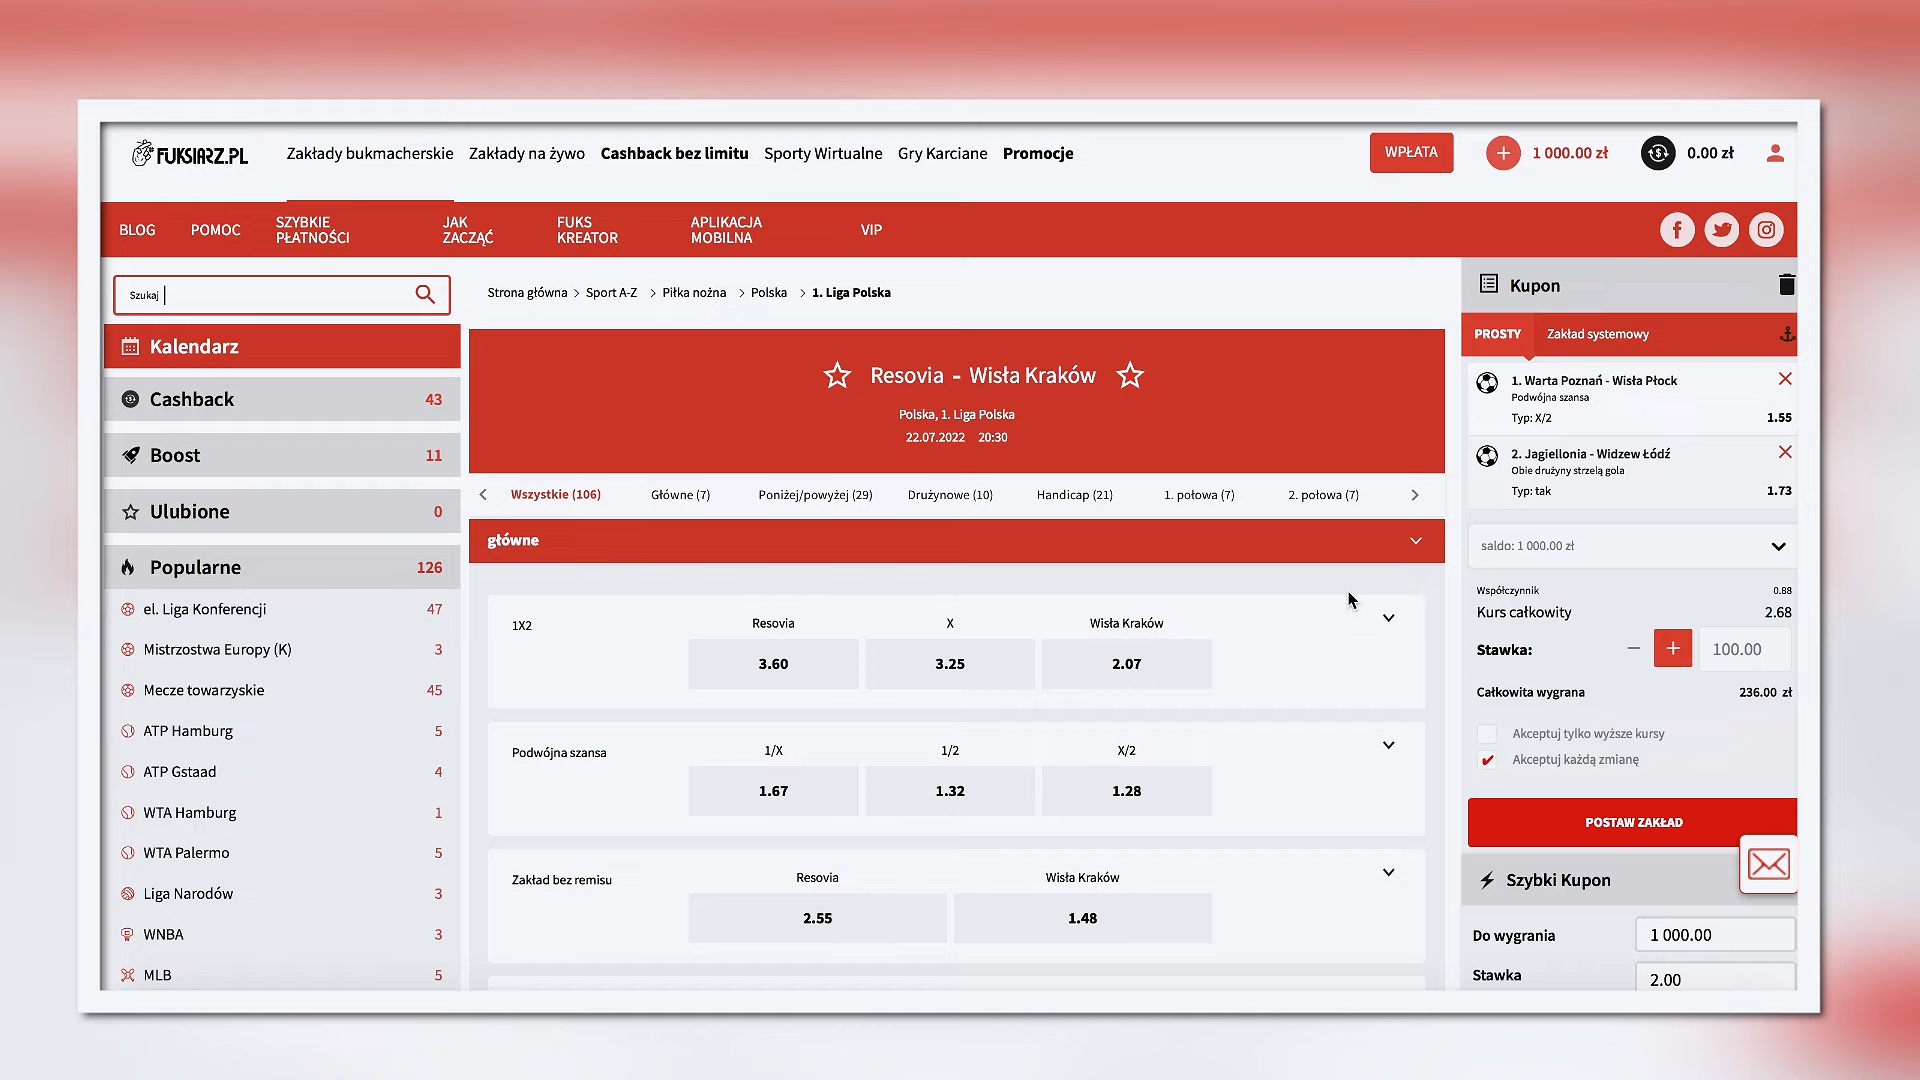 FUKSIARZ.PL
Zakłady bukmacherskie Zakłady na żywo Cashback bez limitu Sporty Wirtualne Gry Karciane Promocje
WPŁATA
1 000.00 zł
0.00 zł
BLOG
POMOC
SZYBKIE
PŁATNOŚCI
JAK
ZACZĄĆ
FUKS
KREATOR
APLIKACJA
MOBILNA
VIP
Szukaj
Kalendarz
Cashback 43
Boost 11
Ulubione 0
Popularne 126
el. Liga Konferencji 47
Mistrzostwa Europy (K) 3
Mecze towarzyskie 45
ATP Hamburg 5
ATP Gstaad 4
WTA Hamburg 1
WTA Palermo 5
Liga Narodów 3
WNBA 3
MLB 5
Strona główna > Sport A-Z > Piłka nożna > Polska > 1. Liga Polska
Resovia - Wisła Kraków
Polska, 1. Liga Polska
22.07.2022 20:30
Wszystkie (106) Główne (7) Poniżej/powyżej (29) Drużynowe (10) Handicap (21) 1. połowa (7) 2. połowa (7)
główne
1X2
Resovia X Wisła Kraków
3.60 3.25 2.07
Podwójna szansa
1/X 1/2 X/2
1.67 1.32 1.28
Zakład bez remisu
Resovia Wisła Kraków
2.55 1.48
Kupon
PROSTY Zakład systemowy
1. Warta Poznań - Wisła Płock
Podwójna szansa
Typ: X/2 1.55
2. Jagiellonia - Widzew Łódź
Obie drużyny strzelą gola
Typ: tak 1.73
saldo: 1 000.00 zł
Współczynnik 0.88
Kurs całkowity 2.68
Stawka: − + 100.00
Całkowita wygrana 236.00 zł
Akceptuj tylko wyższe kursy
Akceptuj każdą zmianę
POSTAW ZAKŁAD
Szybki Kupon
Do wygrania 1 000.00
Stawka 2.00